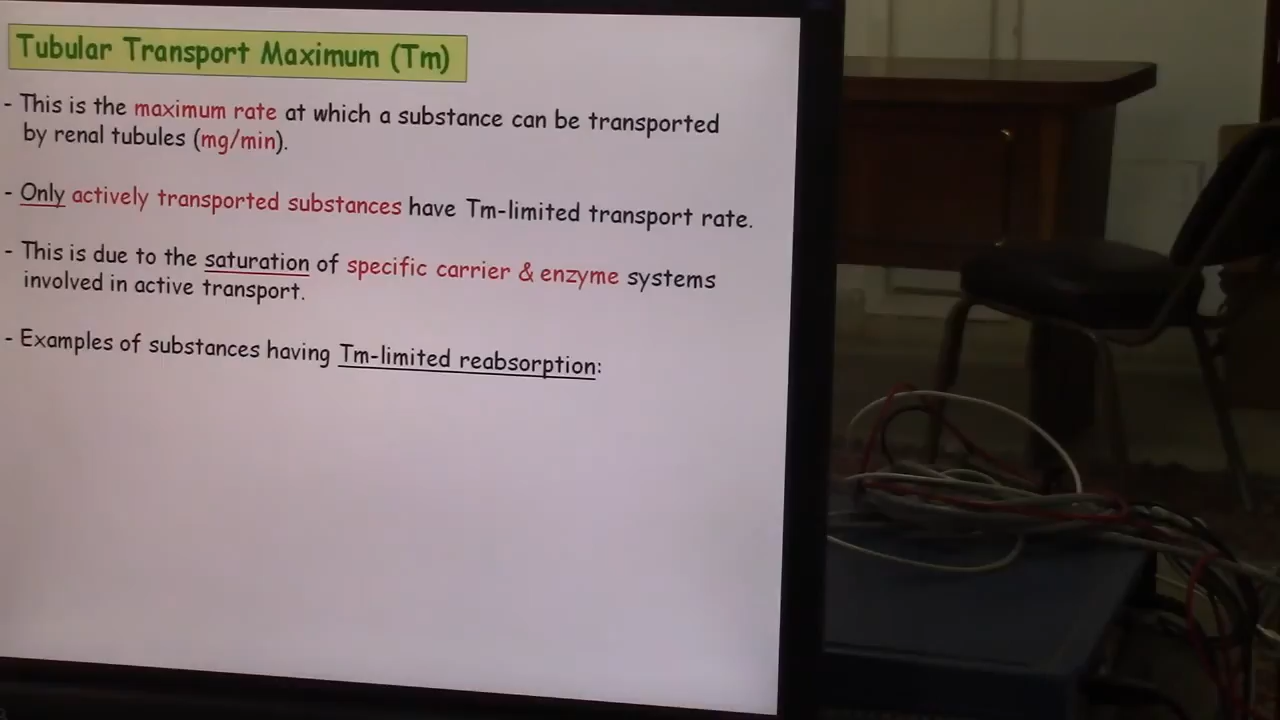 Tubular Transport Maximum (Tm)
- This is the maximum rate at which a substance can be transported
by renal tubules (mg/min).
- Only actively transported substances have Tm-limited transport rate.
- This is due to the saturation of specific carrier & enzyme systems
involved in active transport.
- Examples of substances having Tm-limited reabsorption: